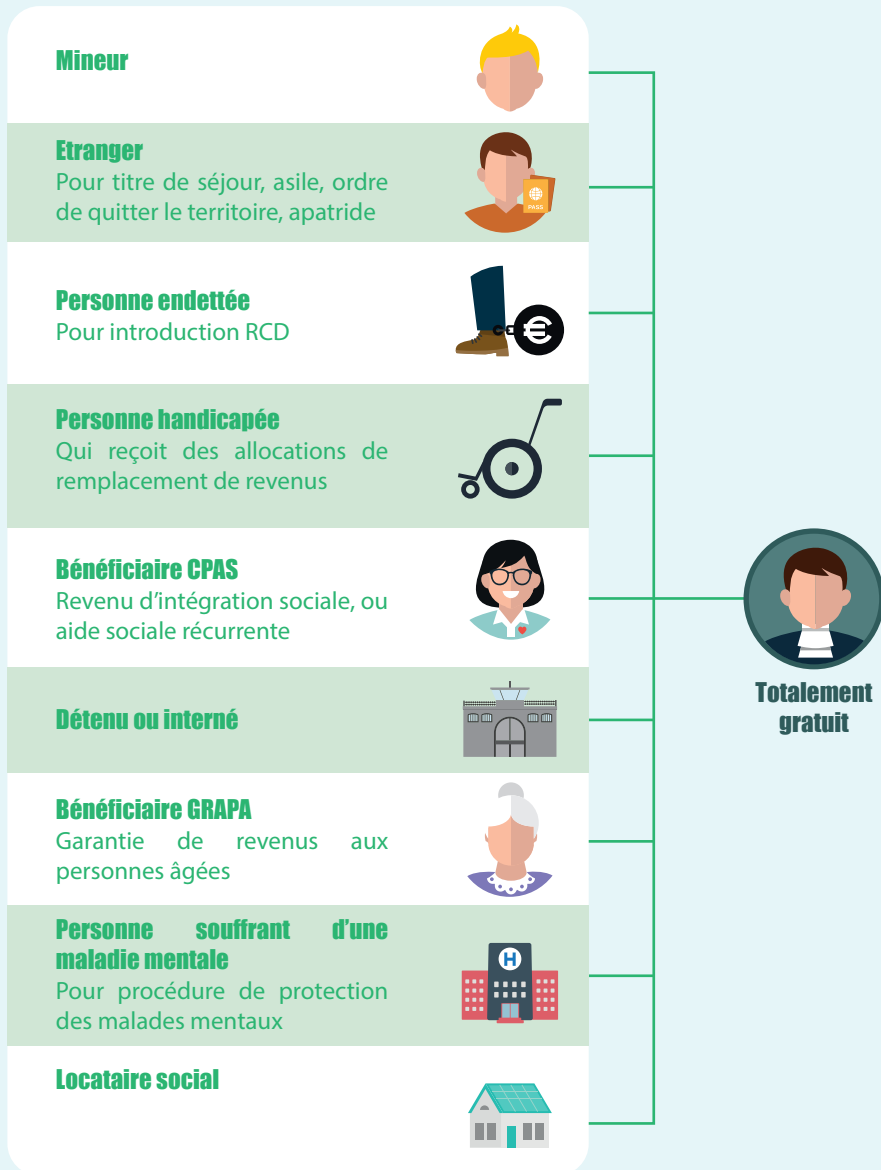 Mineur
Etranger
Pour titre de séjour, asile, ordre
de quitter le territoire, apatride
PASS
Personne endettée
Pour introduction RCD
€
Personne handicapée
Qui reçoit des allocations de
remplacement de revenus
Bénéficiaire CPAS
Revenu d’intégration sociale, ou
aide sociale récurrente
Totalement
gratuit
Détenu ou interné
Bénéficiaire GRAPA
Garantie de revenus aux
personnes âgées
Personne souffrant d’une
maladie mentale
Pour procédure de protection
des malades mentaux
H
Locataire social